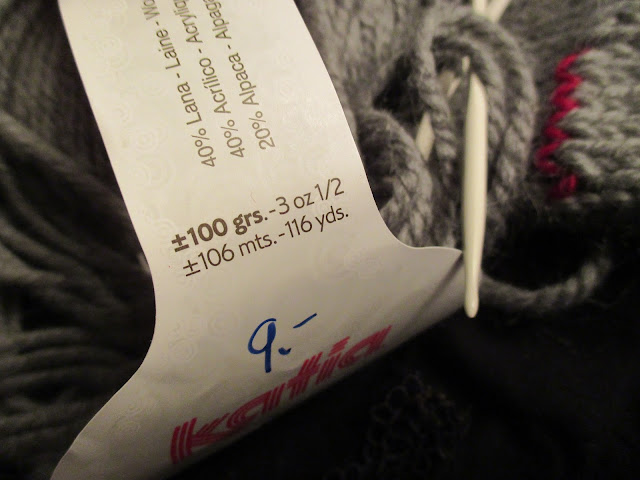 40% Lana - Laine - Wo
40% Acrílico - Acryliq
20% Alpaca - Alpag
±100 grs.-3 oz 1/2
±106 mts.-116 yds.
9.-
katia